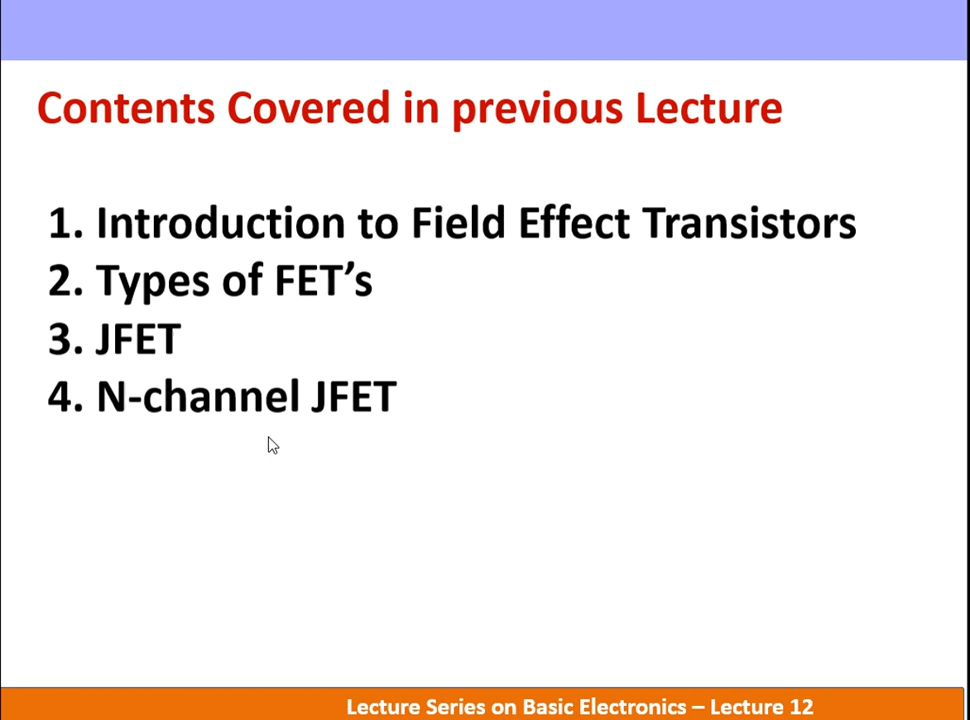 Contents Covered in previous Lecture
1. Introduction to Field Effect Transistors
2. Types of FET’s
3. JFET
4. N-channel JFET
Lecture Series on Basic Electronics – Lecture 12